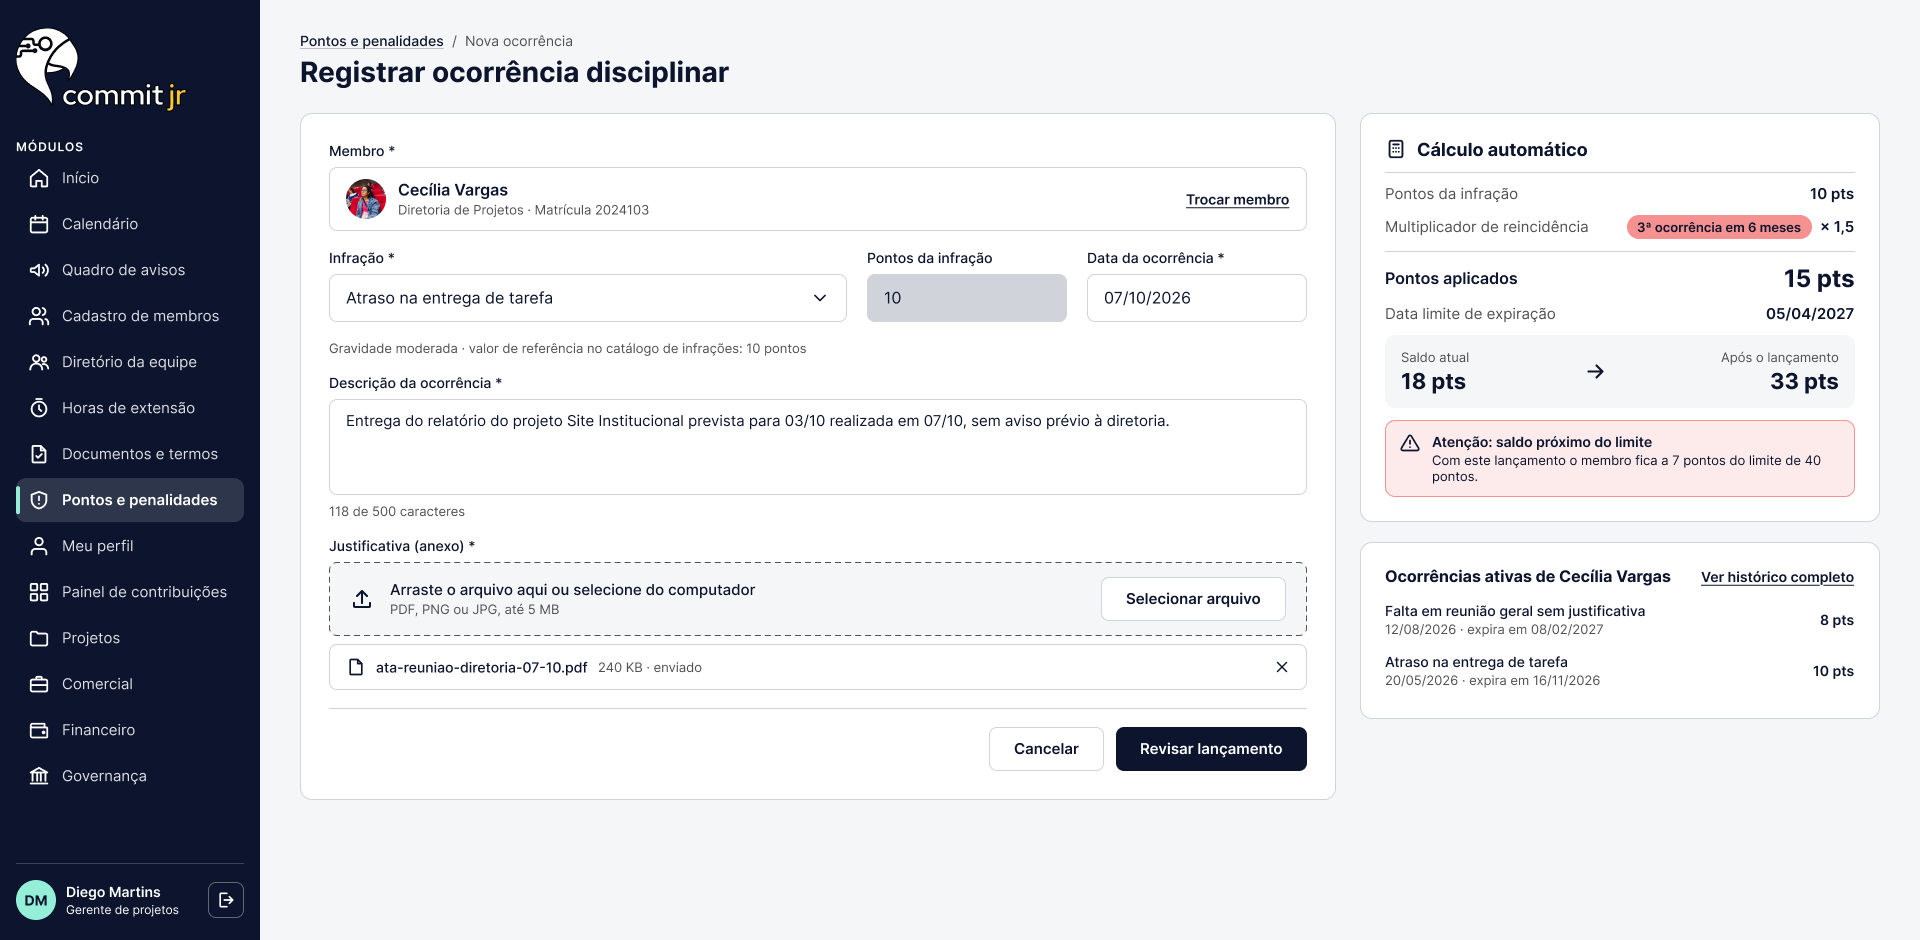 commit jr
MÓDULOS
Início
Calendário
Quadro de avisos
Cadastro de membros
Diretório da equipe
Horas de extensão
Documentos e termos
Pontos e penalidades
Meu perfil
Painel de contribuições
Projetos
Comercial
Financeiro
Governança
DM
Diego Martins
Gerente de projetos
Pontos e penalidades / Nova ocorrência
Registrar ocorrência disciplinar
Membro *
Cecília Vargas
Diretoria de Projetos · Matrícula 2024103
Trocar membro
Infração *
Atraso na entrega de tarefa
Pontos da infração
10
Data da ocorrência *
07/10/2026
Gravidade moderada · valor de referência no catálogo de infrações: 10 pontos
Descrição da ocorrência *
Entrega do relatório do projeto Site Institucional prevista para 03/10 realizada em 07/10, sem aviso prévio à diretoria.
118 de 500 caracteres
Justificativa (anexo) *
Arraste o arquivo aqui ou selecione do computador
PDF, PNG ou JPG, até 5 MB
Selecionar arquivo
ata-reuniao-diretoria-07-10.pdf 240 KB · enviado
Cancelar
Revisar lançamento
Cálculo automático
Pontos da infração 10 pts
Multiplicador de reincidência 3ª ocorrência em 6 meses × 1,5
Pontos aplicados 15 pts
Data limite de expiração 05/04/2027
Saldo atual
18 pts
Após o lançamento
33 pts
Atenção: saldo próximo do limite
Com este lançamento o membro fica a 7 pontos do limite de 40
pontos.
Ocorrências ativas de Cecília Vargas
Ver histórico completo
Falta em reunião geral sem justificativa
12/08/2026 · expira em 08/02/2027
8 pts
Atraso na entrega de tarefa
20/05/2026 · expira em 16/11/2026
10 pts